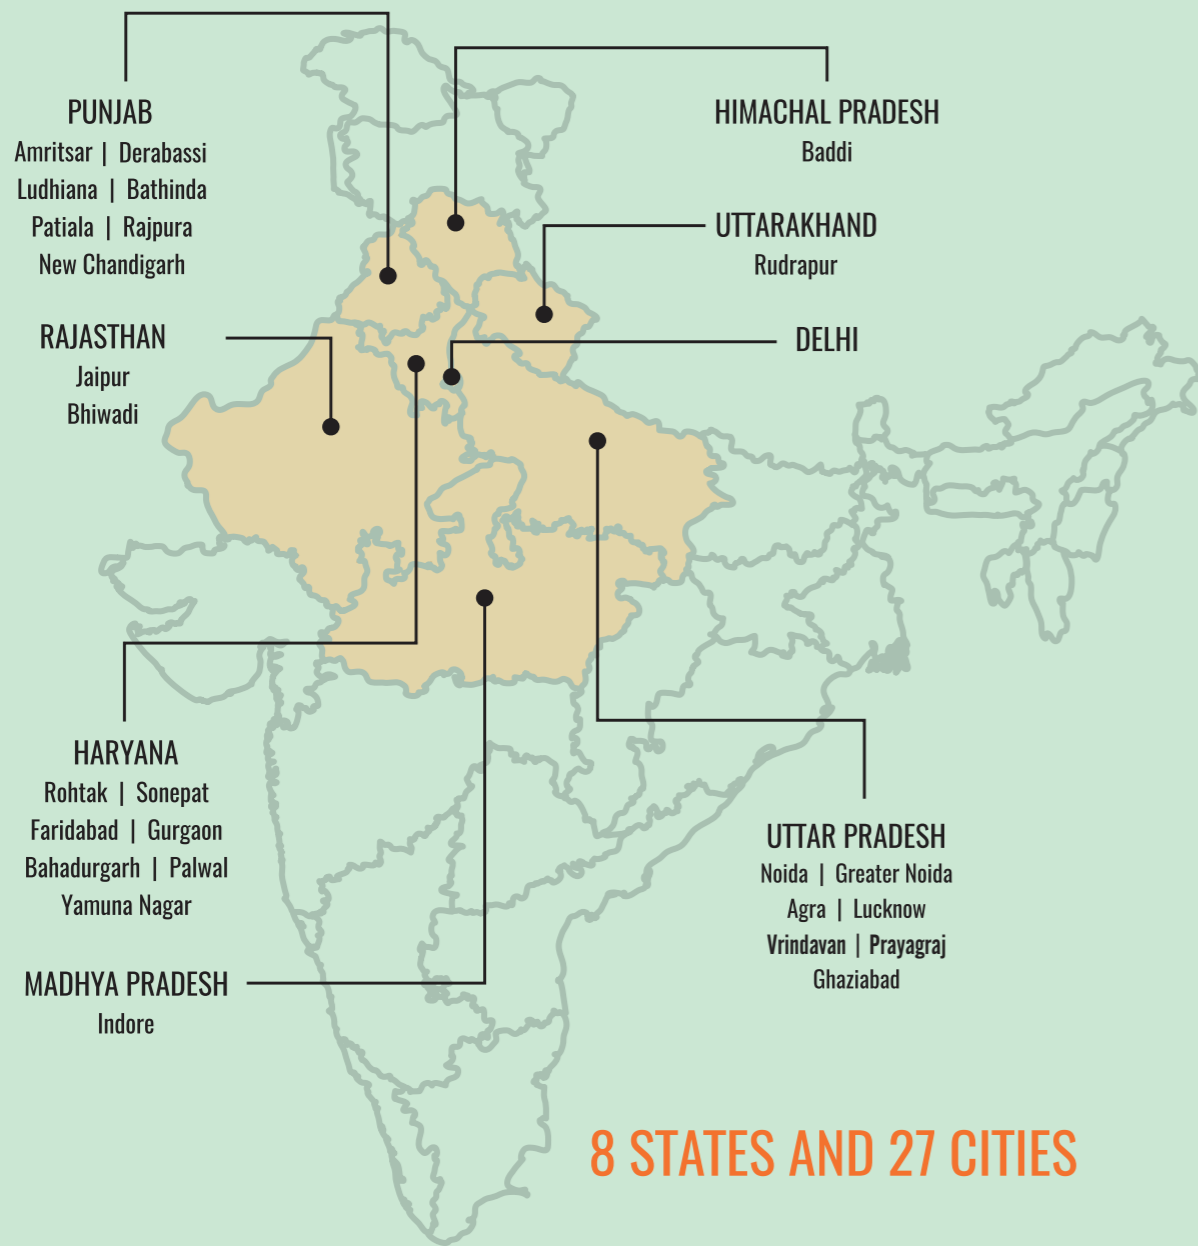 PUNJAB
Amritsar | Derabassi
Ludhiana | Bathinda
Patiala | Rajpura
New Chandigarh
HIMACHAL PRADESH
Baddi
UTTARAKHAND
Rudrapur
RAJASTHAN
Jaipur
Bhiwadi
DELHI
HARYANA
Rohtak | Sonepat
Faridabad | Gurgaon
Bahadurgarh | Palwal
Yamuna Nagar
UTTAR PRADESH
Noida | Greater Noida
Agra | Lucknow
Vrindavan | Prayagraj
Ghaziabad
MADHYA PRADESH
Indore
8 STATES AND 27 CITIES